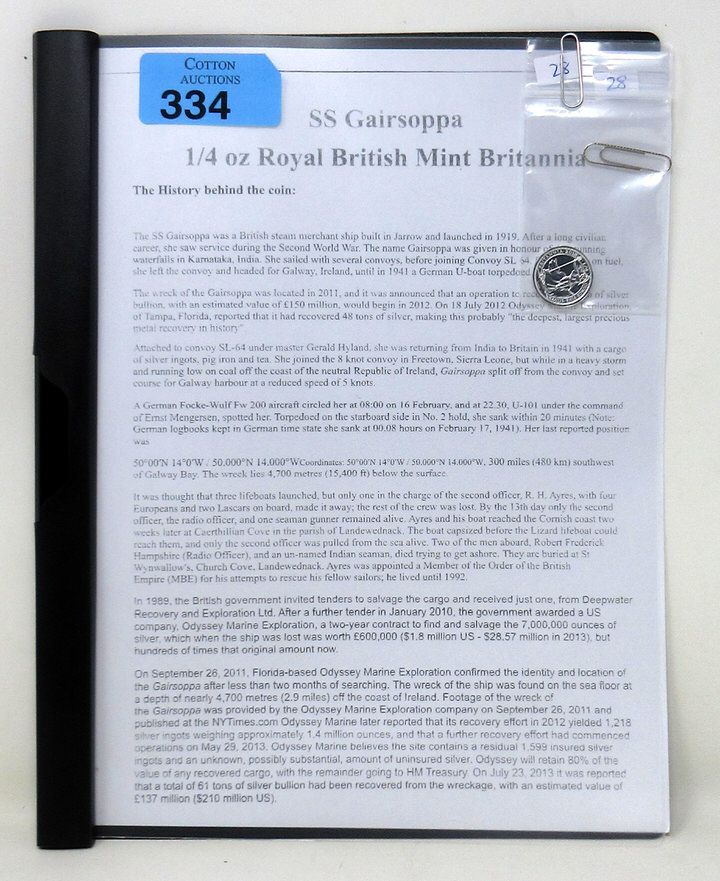 COTTON
AUCTIONS
334
28
28
SS Gairsoppa
1/4 oz Royal British Mint Britannia
The History behind the coin:
The SS Gairsoppa was a British steam merchant ship built in Jarrow and launched in 1919. After a long civilian
career, she saw service during the Second World War. The name Gairsoppa was given in honour
waterfalls in Karnataka, India. She sailed with several convoys, before joining Convoy SL 64. on fuel,
she left the convoy and headed for Galway, Ireland, until in 1941 a German U-boat torpedoed
The wreck of the Gairsoppa was located in 2011, and it was announced that an operation to of silver
bullion, with an estimated value of £150 million, would begin in 2012. On 18 July 2012 Odyssey
of Tampa, Florida, reported that it had recovered 48 tons of silver, making this probably "the deepest, largest precious
metal recovery in history"
Attached to convoy SL-64 under master Gerald Hyland, she was returning from India to Britain in 1941 with a cargo
of silver ingots, pig iron and tea. She joined the 8 knot convoy in Freetown, Sierra Leone, but while in a heavy storm
and running low on coal off the coast of the neutral Republic of Ireland, Gairsoppa split off from the convoy and set
course for Galway harbour at a reduced speed of 5 knots.
A German Focke-Wulf Fw 200 aircraft circled her at 08:00 on 16 February, and at 22.30, U-101 under the command
of Ernst Mengersen, spotted her. Torpedoed on the starboard side in No. 2 hold, she sank within 20 minutes (Note:
German logbooks kept in German time state she sank at 00.08 hours on February 17, 1941). Her last reported position
was
50°00′N 14°0′W / 50.000°N 14.000°WCoordinates: 50°00′N 14°0′W / 50.000°N 14.000°W, 300 miles (480 km) southwest
of Galway Bay. The wreck lies 4,700 metres (15,400 ft) below the surface.
It was thought that three lifeboats launched, but only one in the charge of the second officer, R. H. Ayres, with four
Europeans and two Lascars on board, made it away; the rest of the crew was lost. By the 13th day only the second
officer, the radio officer, and one seaman gunner remained alive. Ayres and his boat reached the Cornish coast two
weeks later at Caerthillian Cove in the parish of Landewednack. The boat capsized before the Lizard lifeboat could
reach them, and only the second officer was pulled from the sea alive. Two of the men aboard, Robert Frederick
Hampshire (Radio Officer), and an un-named Indian seaman, died trying to get ashore. They are buried at St
Wynwallow's, Church Cove, Landewednack. Ayres was appointed a Member of the Order of the British
Empire (MBE) for his attempts to rescue his fellow sailors; he lived until 1992.
In 1989, the British government invited tenders to salvage the cargo and received just one, from Deepwater
Recovery and Exploration Ltd. After a further tender in January 2010, the government awarded a US
company, Odyssey Marine Exploration, a two-year contract to find and salvage the 7,000,000 ounces of
silver, which when the ship was lost was worth £600,000 ($1.8 million US - $28.57 million in 2013), but
hundreds of times that original amount now.
On September 26, 2011, Florida-based Odyssey Marine Exploration confirmed the identity and location of
the Gairsoppa after less than two months of searching. The wreck of the ship was found on the sea floor at
a depth of nearly 4,700 metres (2.9 miles) off the coast of Ireland. Footage of the wreck of
the Gairsoppa was provided by the Odyssey Marine Exploration company on September 26, 2011 and
published at the NYTimes.com Odyssey Marine later reported that its recovery effort in 2012 yielded 1,218
silver ingots weighing approximately 1.4 million ounces, and that a further recovery effort had commenced
operations on May 29, 2013. Odyssey Marine believes the site contains a residual 1,599 insured silver
ingots and an unknown, possibly substantial, amount of uninsured silver. Odyssey will retain 80% of the
value of any recovered cargo, with the remainder going to HM Treasury. On July 23, 2013 it was reported
that a total of 61 tons of silver bullion had been recovered from the wreckage, with an estimated value of
£137 million ($210 million US).